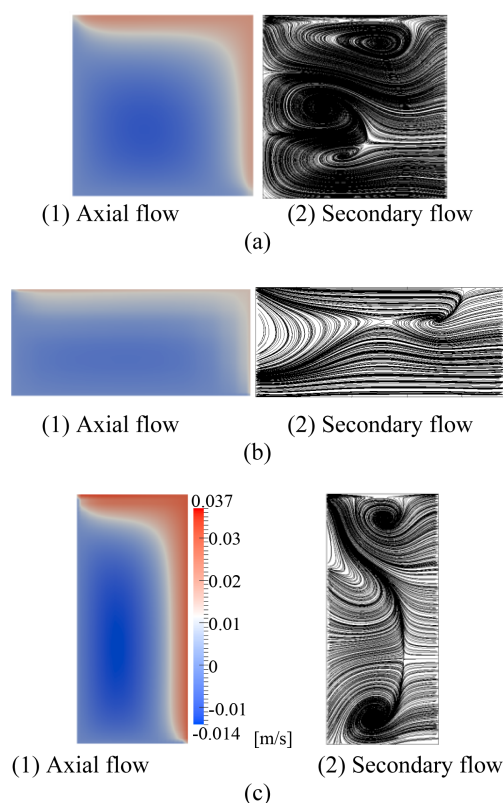 (1) Axial flow
(2) Secondary flow
(a)
(1) Axial flow
(2) Secondary flow
(b)
0.037
0.03
0.02
0.01
0
-0.01
-0.014
[m/s]
(1) Axial flow
(2) Secondary flow
(c)